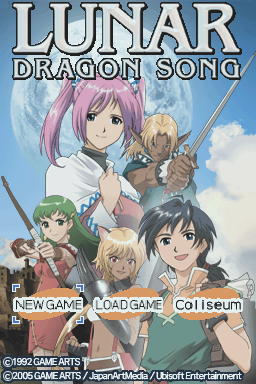 LUNAR
DRAGON SONG
NEW GAME LOAD GAME Coliseum
©1992 GAME ARTS
©2005 GAME ARTS / JapanArtMedia / Ubisoft Entertainment